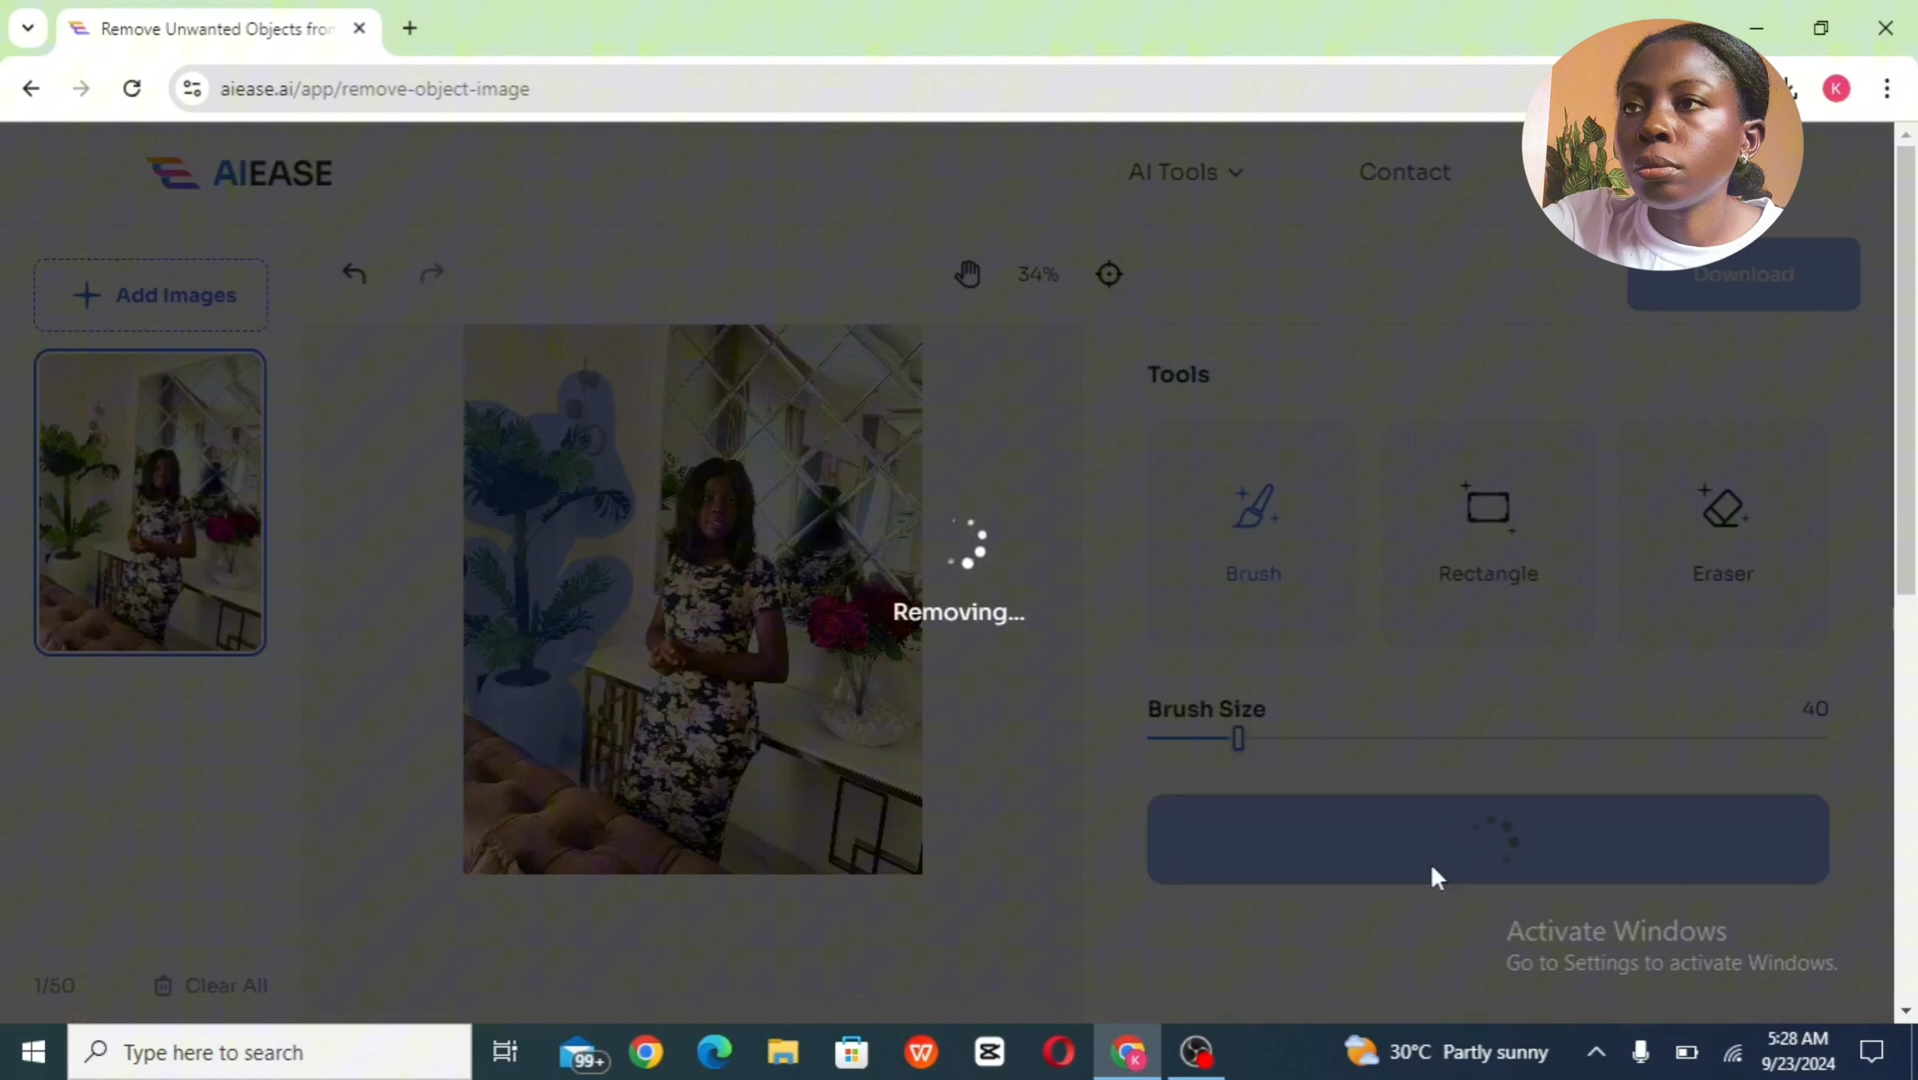 Remove Unwanted Objects from
aiease.ai/app/remove-object-image
K
AIEASE
AI Tools
Contact
Add Images
34%
Download
Tools
Brush
Rectangle
Eraser
Removing...
Brush Size
40
Activate Windows
Go to Settings to activate Windows.
1/50
Clear All
Type here to search
99+
30°C Partly sunny
5:28 AM
9/23/2024